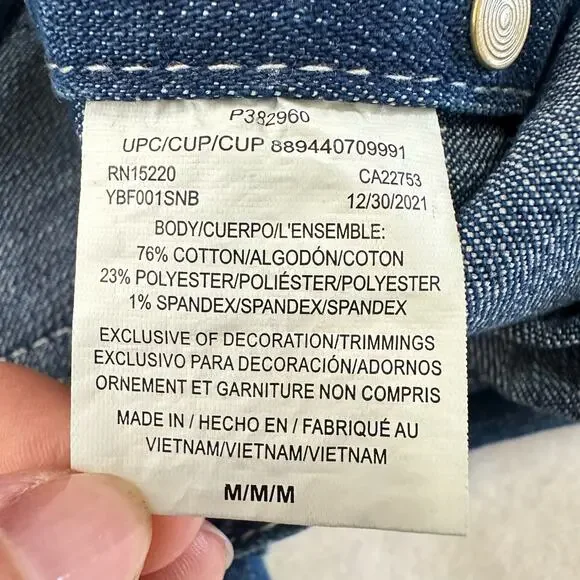 P382960
UPC/CUP/CUP 889440709991
RN15220 CA22753
YBF001SNB 12/30/2021
BODY/CUERPO/L'ENSEMBLE:
76% COTTON/ALGODÓN/COTON
23% POLYESTER/POLIÉSTER/POLYESTER
1% SPANDEX/SPANDEX/SPANDEX
EXCLUSIVE OF DECORATION/TRIMMINGS
EXCLUSIVO PARA DECORACIÓN/ADORNOS
ORNEMENT ET GARNITURE NON COMPRIS
MADE IN / HECHO EN / FABRIQUÉ AU
VIETNAM/VIETNAM/VIETNAM
M/M/M